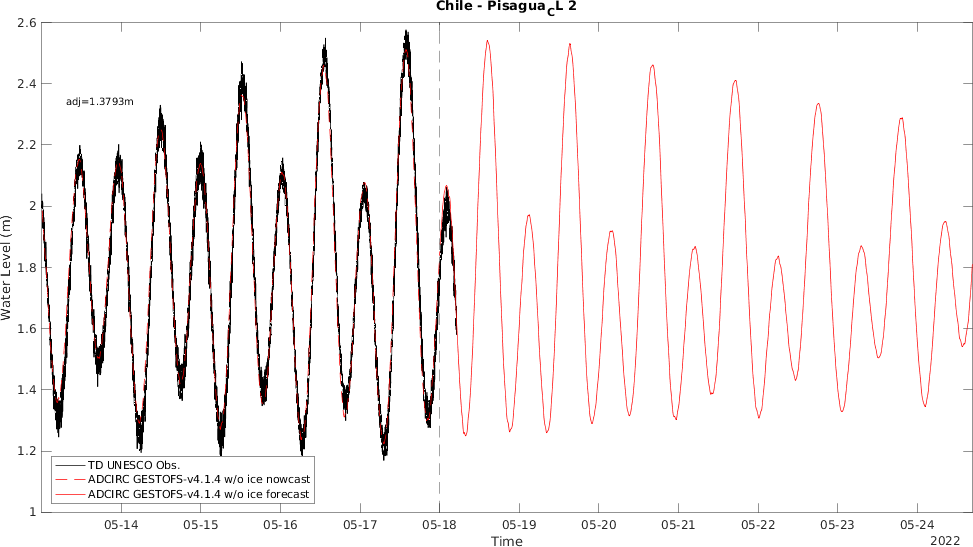 Chile - Pisagua_CL 2
2.6
2.4
adj=1.3793m
2.2
2
Water Level (m)
1.8
1.6
1.4
1.2
TD UNESCO Obs.
ADCIRC GESTOFS-v4.1.4 w/o ice nowcast
ADCIRC GESTOFS-v4.1.4 w/o ice forecast
1
05-14 05-15 05-16 05-17 05-18 05-19 05-20 05-21 05-22 05-23 05-24
Time
2022